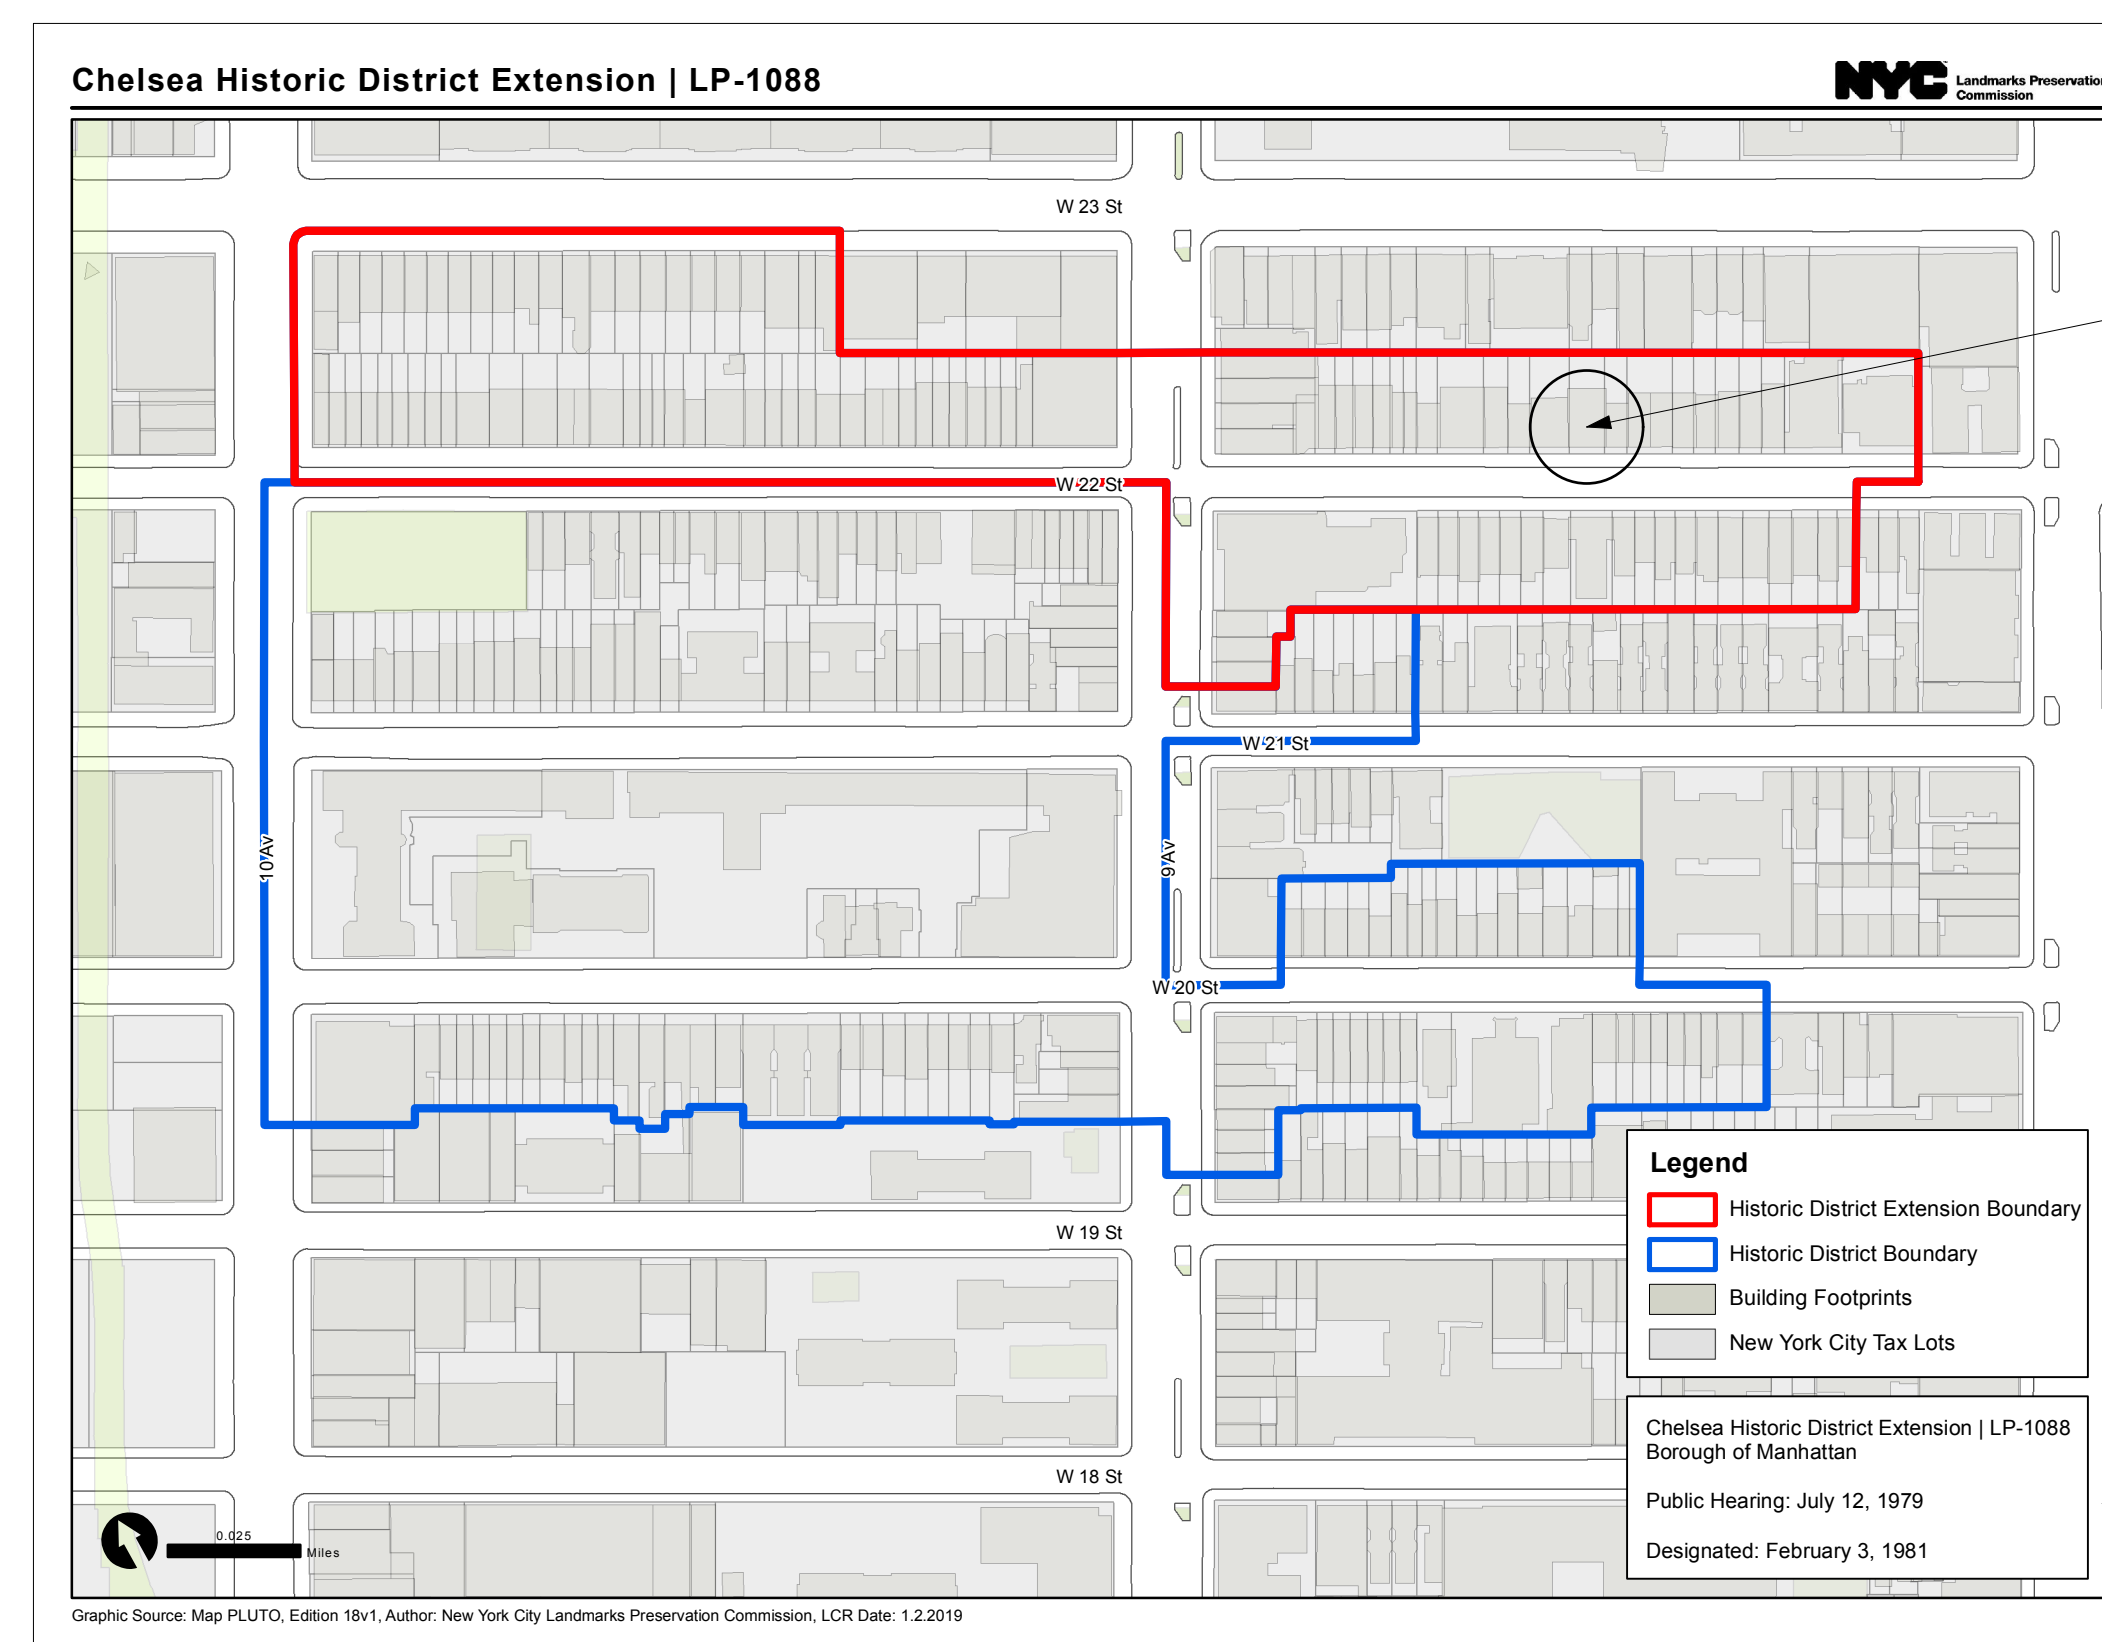 Chelsea Historic District Extension | LP-1088
NYC Landmarks Preservation
Commission
W 23 St
W 22 St
W 21 St
10 Av
9 Av
W 20 St
W 19 St
W 18 St
Legend
Historic District Extension Boundary
Historic District Boundary
Building Footprints
New York City Tax Lots
Chelsea Historic District Extension | LP-1088
Borough of Manhattan
Public Hearing: July 12, 1979
Designated: February 3, 1981
0.025
Miles
Graphic Source: Map PLUTO, Edition 18v1, Author: New York City Landmarks Preservation Commission, LCR Date: 1.2.2019